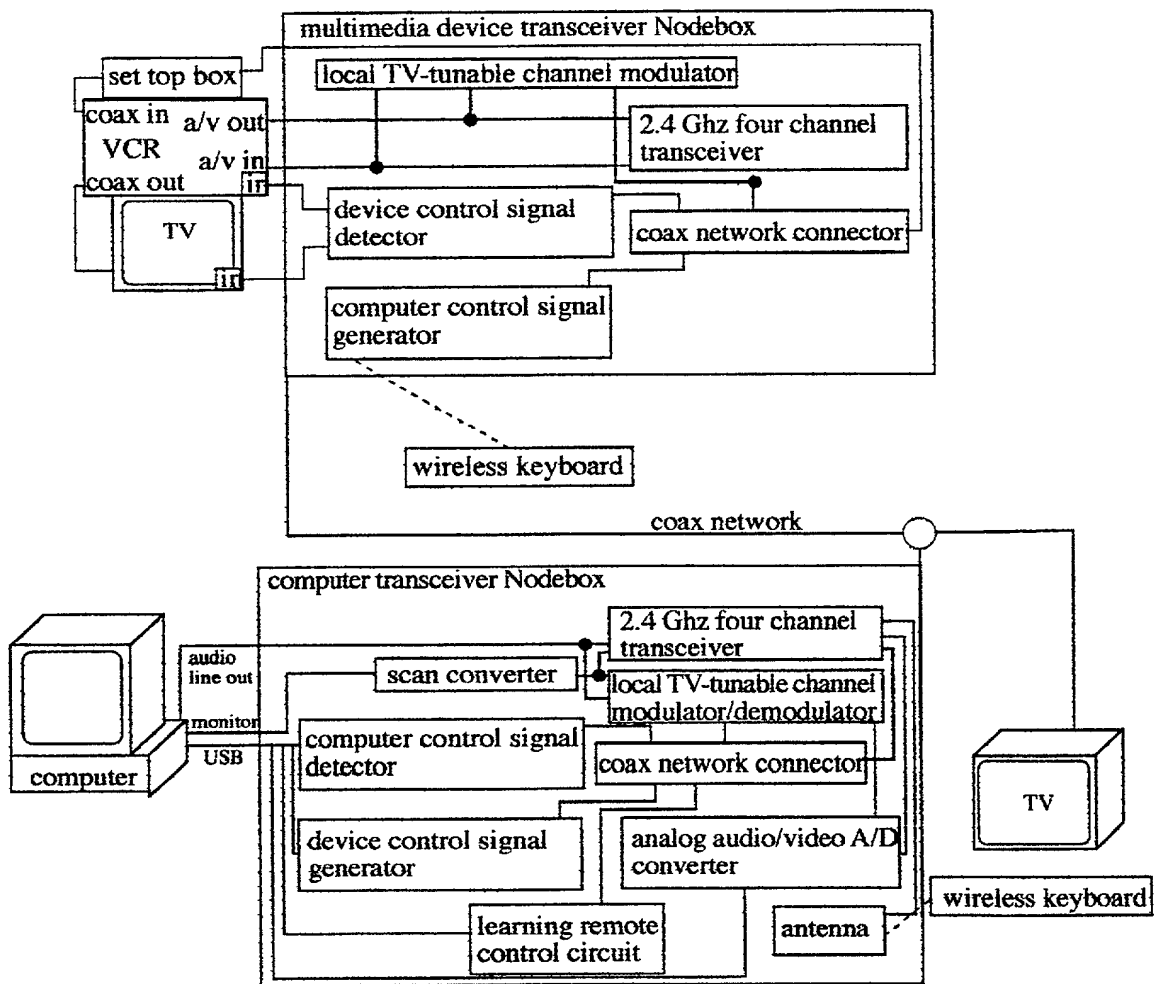 multimedia device transceiver Nodebox
set top box
local TV-tunable channel modulator
coax in
a/v out
VCR
a/v in
coax out
ir
2.4 Ghz four channel
transceiver
device control signal
detector
coax network connector
TV
ir
computer control signal
generator
wireless keyboard
coax network
computer transceiver Nodebox
2.4 Ghz four channel
transceiver
audio
line out
scan converter
local TV-tunable channel
modulator/demodulator
monitor
USB
computer control signal
detector
coax network connector
computer
TV
device control signal
generator
analog audio/video A/D
converter
wireless keyboard
learning remote
control circuit
antenna